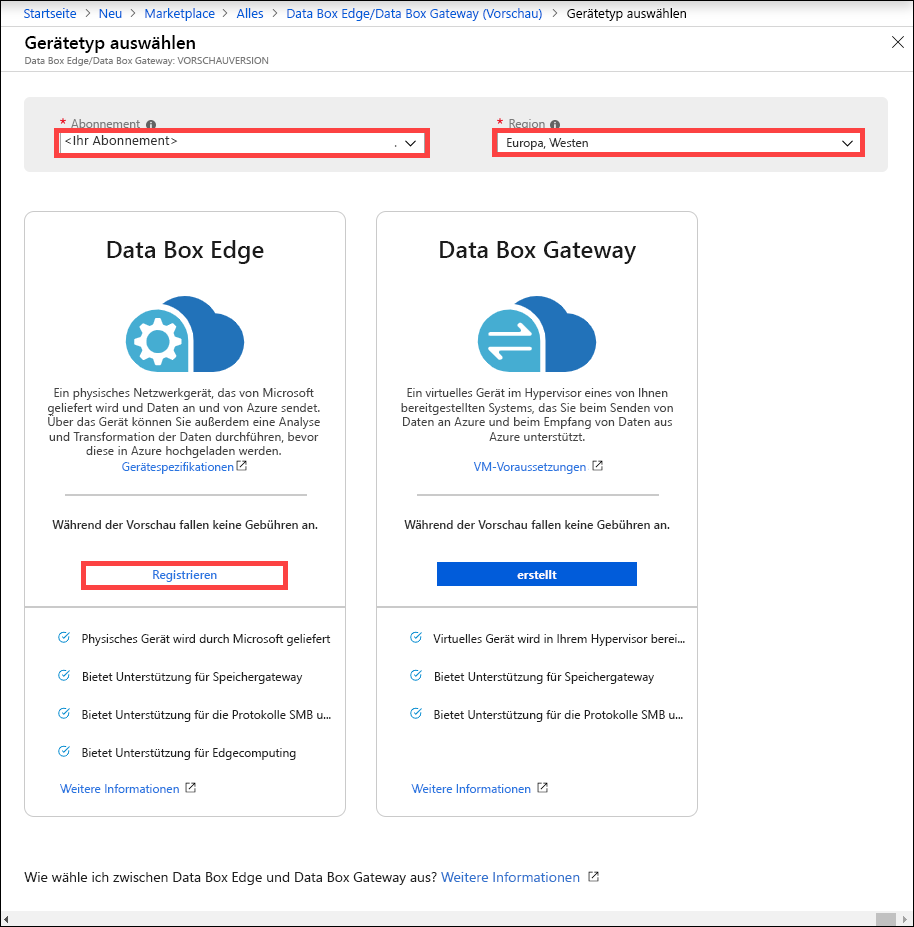 Startseite > Neu > Marketplace > Alles > Data Box Edge/Data Box Gateway (Vorschau) > Gerätetyp auswählen
Gerätetyp auswählen
Data Box Edge/Data Box Gateway: VORSCHAUVERSION
* Abonnement
<Ihr Abonnement>
* Region
Europa, Westen
Data Box Edge
Ein physisches Netzwerkgerät, das von Microsoft
geliefert wird und Daten an und von Azure sendet.
Über das Gerät können Sie außerdem eine Analyse
und Transformation der Daten durchführen, bevor
diese in Azure hochgeladen werden.
Gerätespezifikationen
Während der Vorschau fallen keine Gebühren an.
Registrieren
Physisches Gerät wird durch Microsoft geliefert
Bietet Unterstützung für Speichergateway
Bietet Unterstützung für die Protokolle SMB u...
Bietet Unterstützung für Edgecomputing
Weitere Informationen
Data Box Gateway
Ein virtuelles Gerät im Hypervisor eines von Ihnen
bereitgestellten Systems, das Sie beim Senden von
Daten an Azure und beim Empfang von Daten aus
Azure unterstützt.
VM-Voraussetzungen
Während der Vorschau fallen keine Gebühren an.
erstellt
Virtuelles Gerät wird in Ihrem Hypervisor berei...
Bietet Unterstützung für Speichergateway
Bietet Unterstützung für die Protokolle SMB u...
Weitere Informationen
Wie wähle ich zwischen Data Box Edge und Data Box Gateway aus? Weitere Informationen